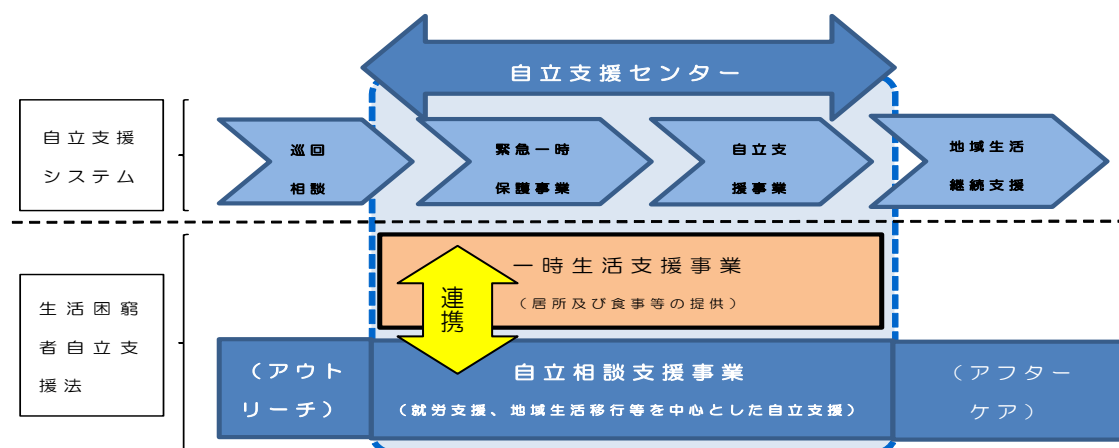 自立支援センター
自立支援
システム
巡回
相談
緊急一時
保護事業
自立支
援事業
地域生活
継続支援
生活困窮
者自立支
援法
一時生活支援事業
（居所及び食事等の提供）
連携
（アウト
リーチ）
自立相談支援事業
（就労支援、地域生活移行等を中心とした自立支援）
（アフター
ケア）